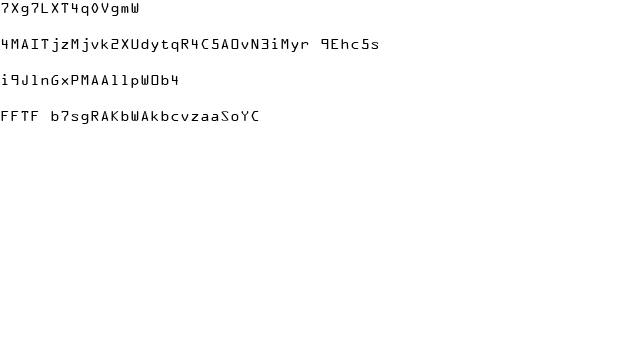 7Xg7LXT4q0VgmW
4MAITjzMjvk2XUdytqR4C5AOvN3iMyr 9Ehc5s
i9JlnGxPMAAllpWOb4
FFTF b7sgRAKbWAkbcvzaaSoYC